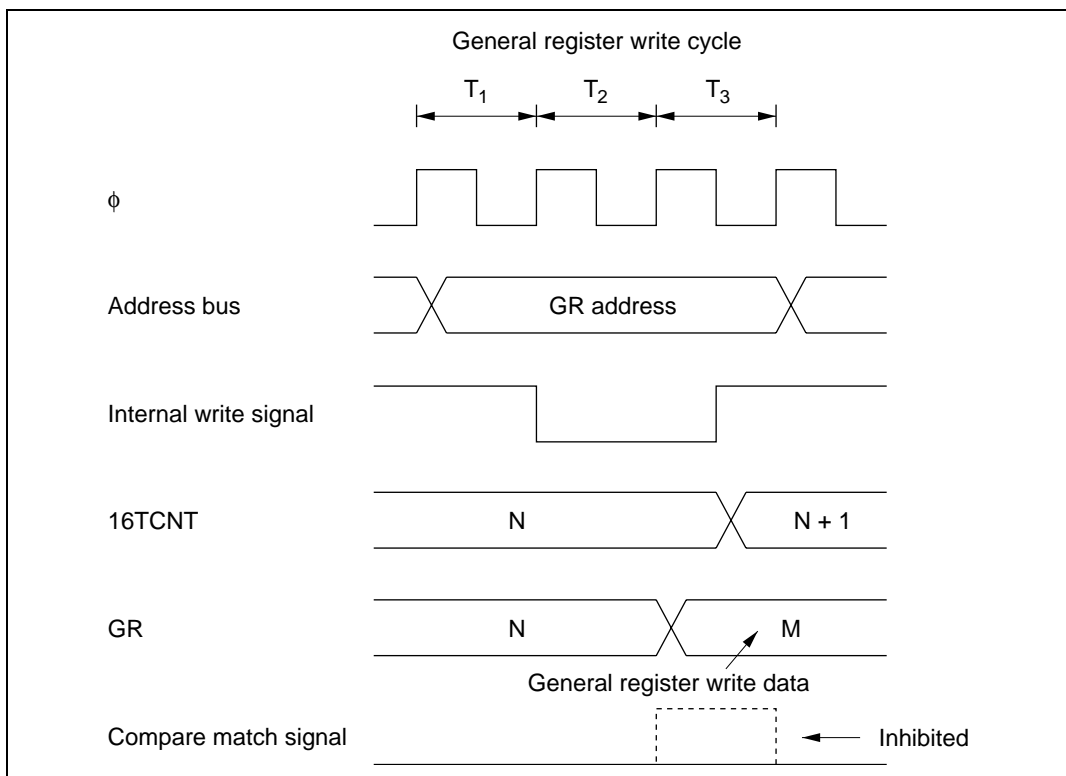 General register write cycle
T1 T2 T3
φ
Address bus GR address
Internal write signal
16TCNT N N + 1
GR N M
General register write data
Compare match signal Inhibited